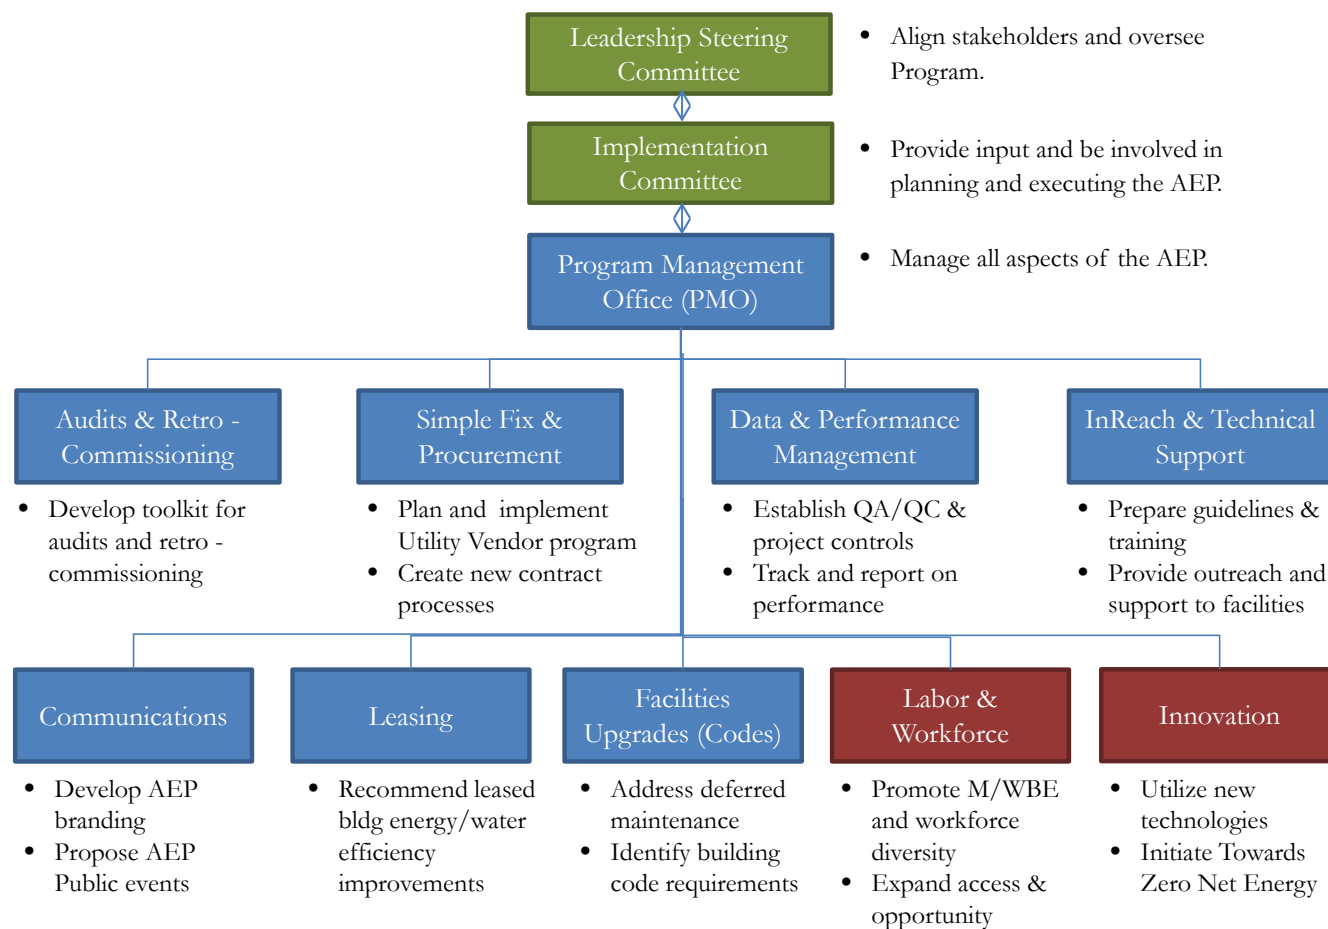 Leadership Steering
Committee
• Align stakeholders and oversee
Program.
Implementation
Committee
• Provide input and be involved in
planning and executing the AEP.
Program Management
Office (PMO)
• Manage all aspects of the AEP.
Audits & Retro -
Commissioning
• Develop toolkit for
audits and retro -
commissioning
Simple Fix &
Procurement
• Plan and implement
Utility Vendor program
• Create new contract
processes
Data & Performance
Management
• Establish QA/QC &
project controls
• Track and report on
performance
InReach & Technical
Support
• Prepare guidelines &
training
• Provide outreach and
support to facilities
Communications
• Develop AEP
branding
• Propose AEP
Public events
Leasing
• Recommend leased
bldg energy/water
efficiency
improvements
Facilities
Upgrades (Codes)
• Address deferred
maintenance
• Identify building
code requirements
Labor &
Workforce
• Promote M/WBE
and workforce
diversity
• Expand access &
opportunity
Innovation
• Utilize new
technologies
• Initiate Towards
Zero Net Energy